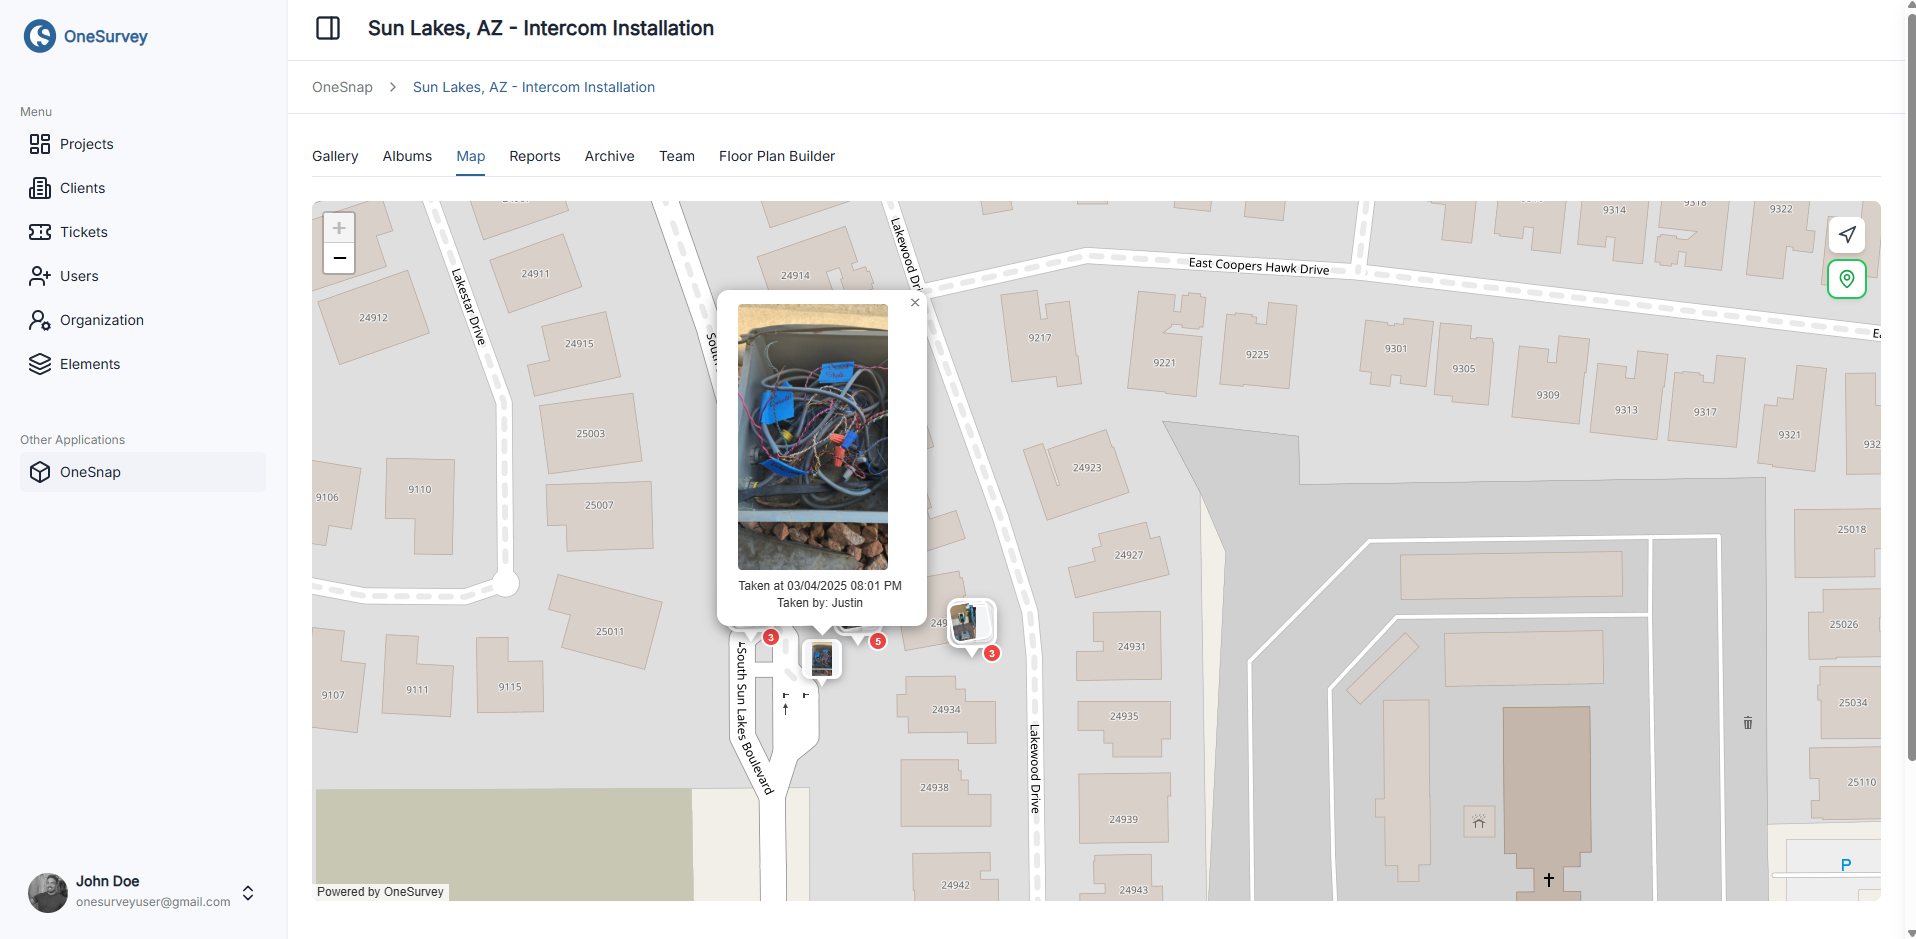 OneSurvey
Menu
Projects
Clients
Tickets
Users
Organization
Elements
Other Applications
OneSnap
John Doe
onesurveyuser@gmail.com
Sun Lakes, AZ - Intercom Installation
OneSnap > Sun Lakes, AZ - Intercom Installation
Gallery Albums Map Reports Archive Team Floor Plan Builder
+
−
Lakestar Drive
Lakewood Drive
East Coopers Hawk Drive
9314
9318
9322
24911
24914
24912
24915
9217
9221
9225
9301
9305
9309
9313
9317
9321
25003
24923
9106
9110
25007
25018
24927
Taken at 03/04/2025 08:01 PM
Taken by: Justin
25011
3
5
3
24931
25026
9107
9111
9115
South Sun Lakes Boulevard
24934
24935
25034
Lakewood Drive
24938
24939
25110
24942
24943
P
Powered by OneSurvey